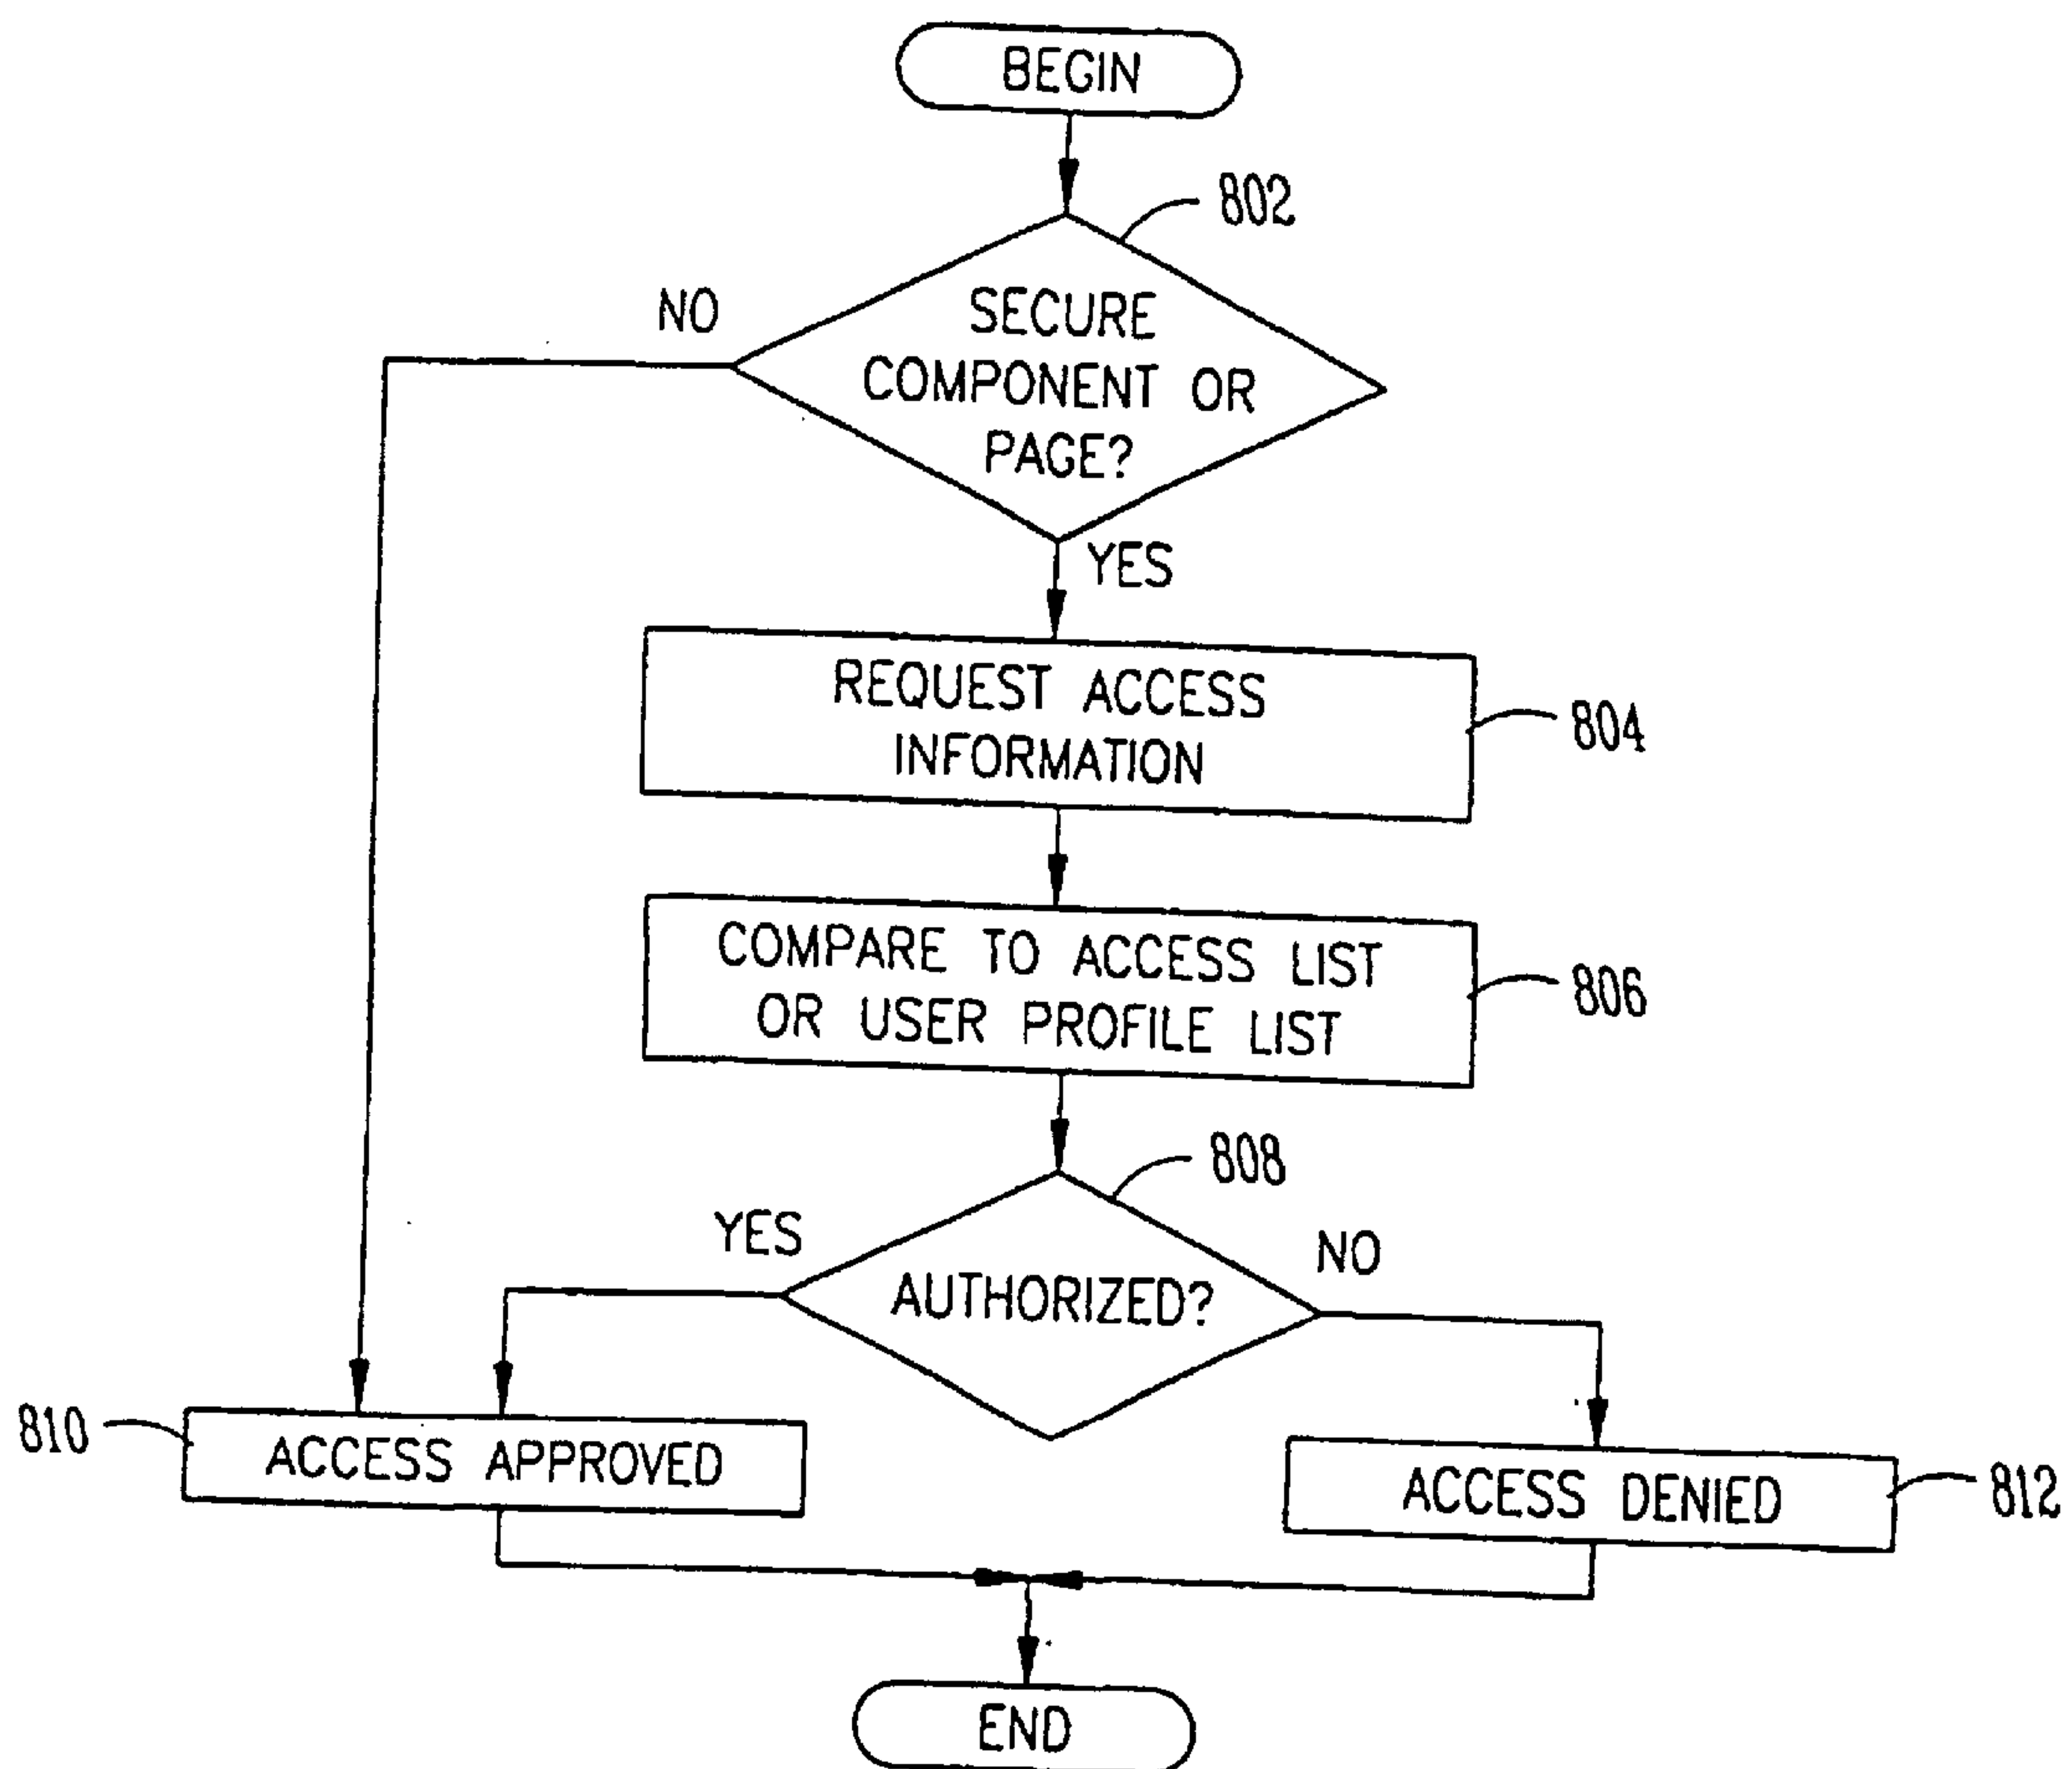 BEGIN
802
NO
SECURE
COMPONENT OR
PAGE?
YES
REQUEST ACCESS
INFORMATION
804
COMPARE TO ACCESS LIST
OR USER PROFILE LIST
806
808
YES
NO
AUTHORIZED?
810
ACCESS APPROVED
ACCESS DENIED
812
END